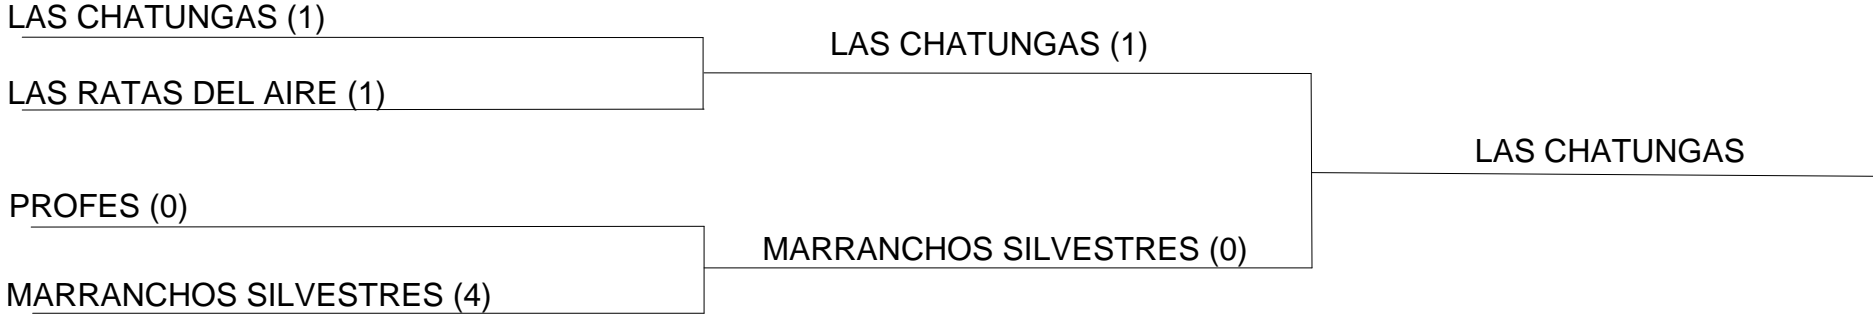 LAS CHATUNGAS (1)
LAS RATAS DEL AIRE (1)
PROFES (0)
MARRANCHOS SILVESTRES (4)
LAS CHATUNGAS (1)
MARRANCHOS SILVESTRES (0)
LAS CHATUNGAS